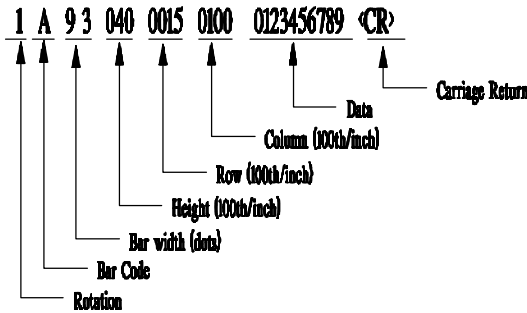 1 A 9 3 040 0015 0100 0123456789 <CR>
Carriage Return
Data
Column (100th/inch)
Row (100th/inch)
Height (100th/inch)
Bar width (dots)
Bar Code
Rotation